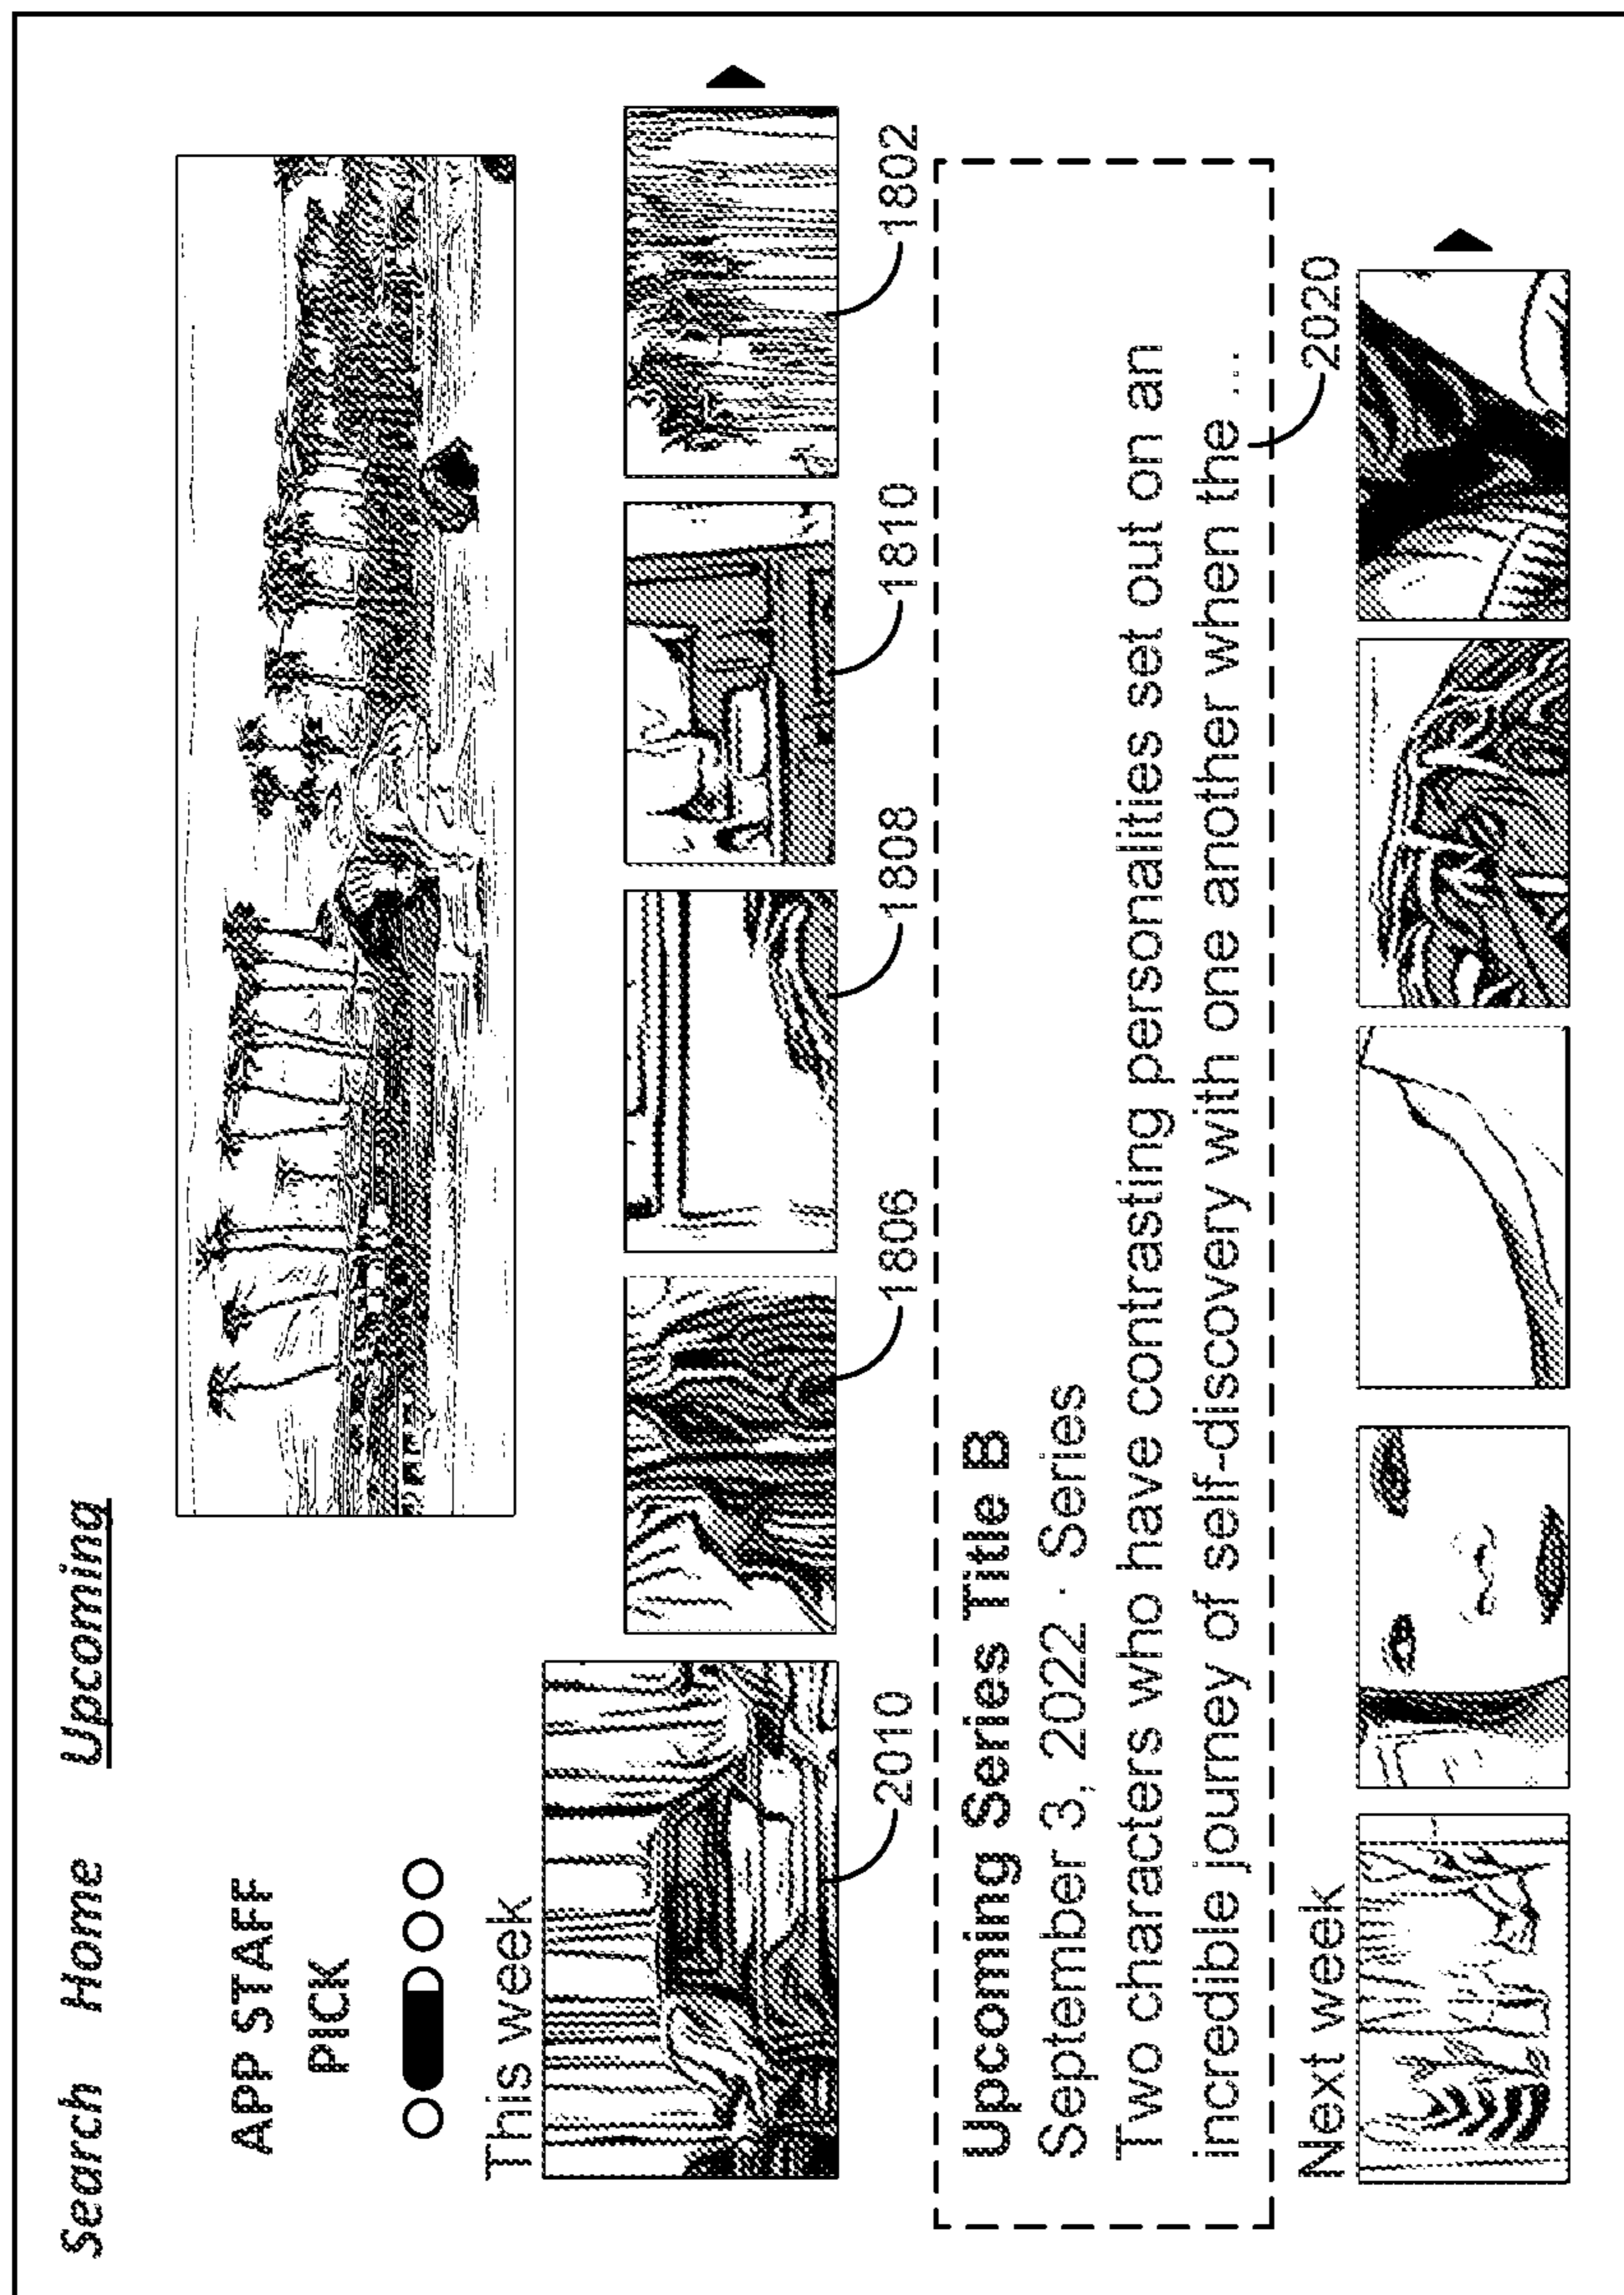 Search Home Upcoming
APP STAFF
PICK
This week
2010
1806
1808
1810
1802
Upcoming Series Title B
September 3, 2022 · Series
Two characters who have contrasting personalities set out on an
incredible journey of self-discovery with one another when the ...
2020
Next week